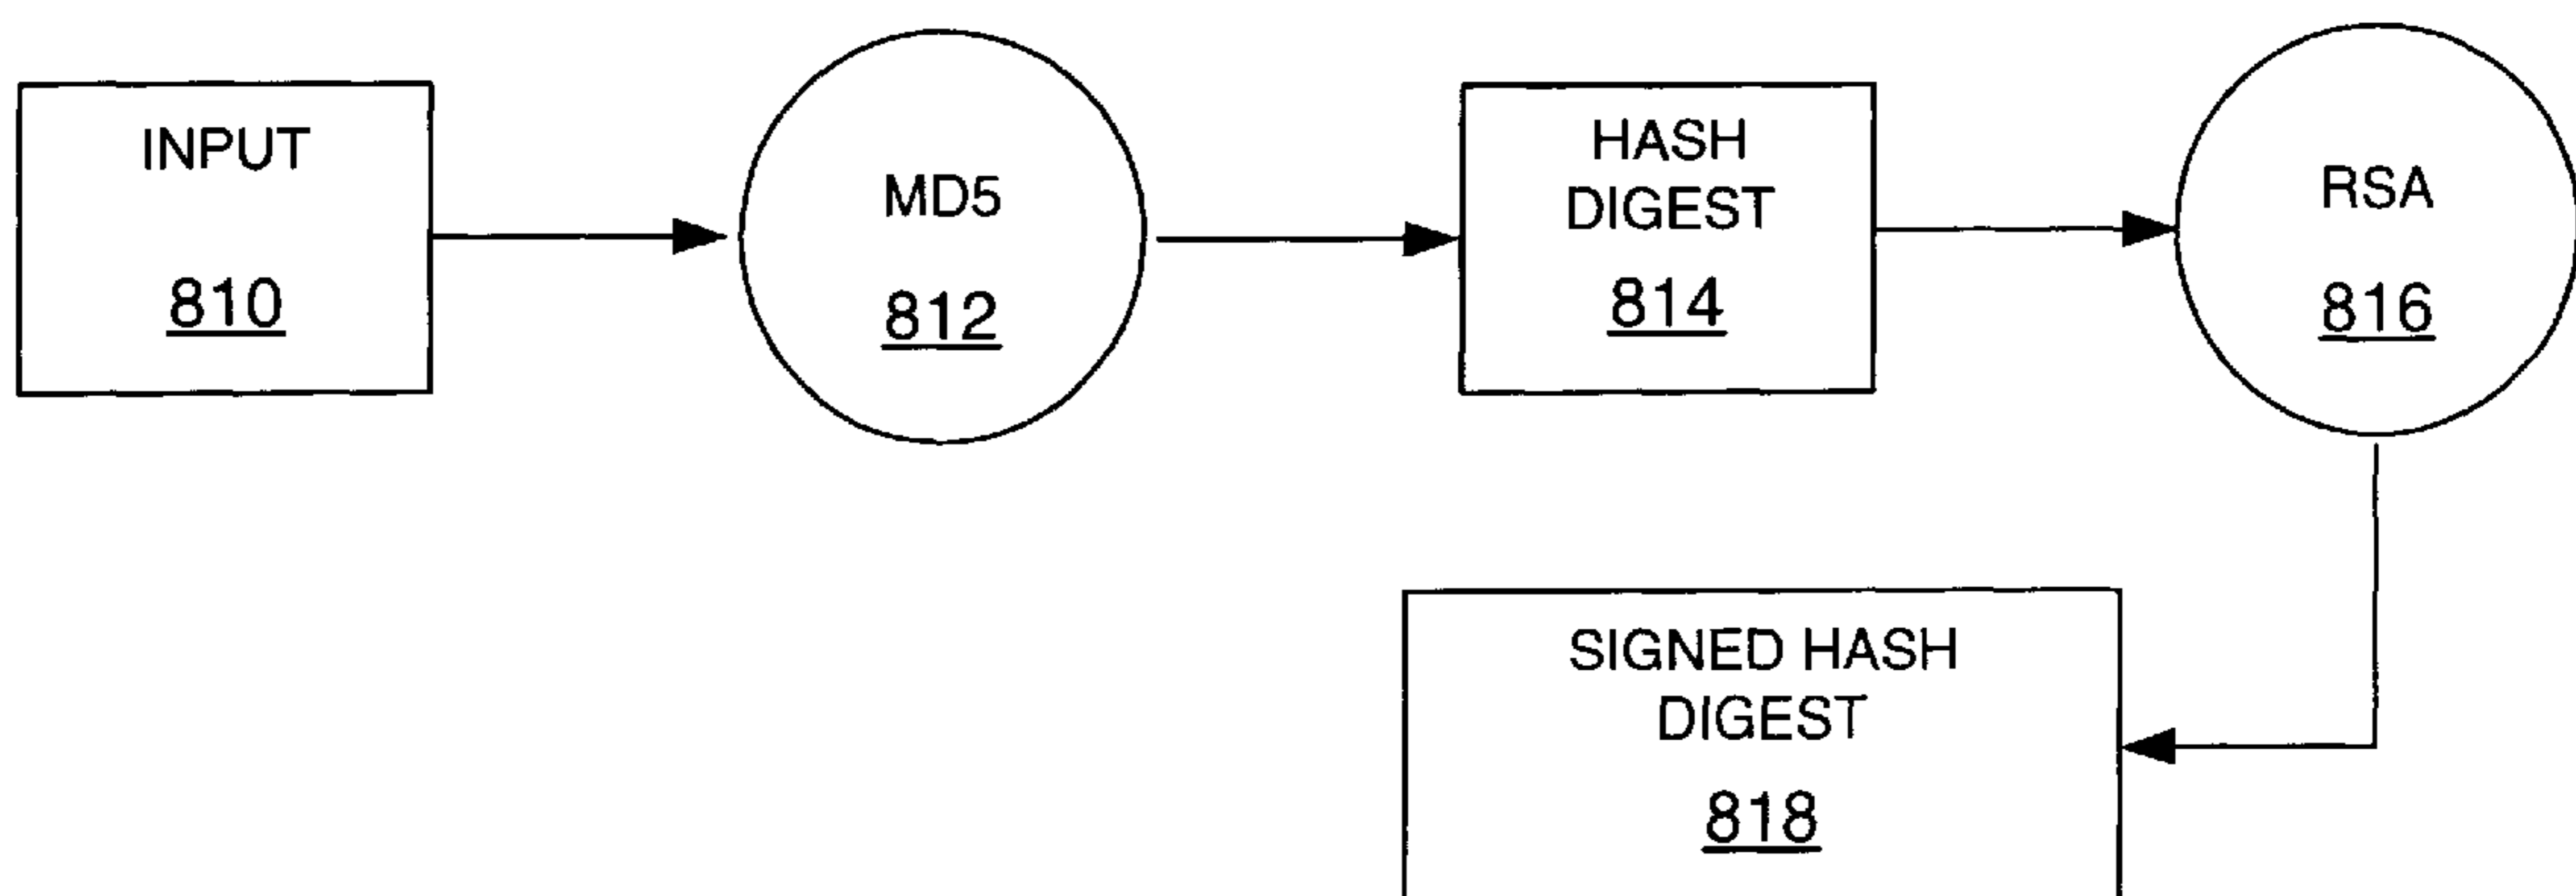 INPUT
810
MD5
812
HASH
DIGEST
814
RSA
816
SIGNED HASH
DIGEST
818